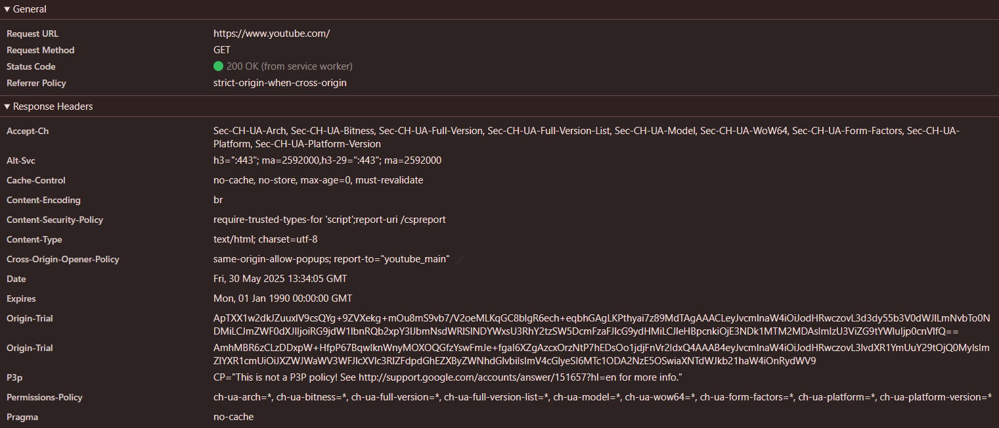 General
Request URL https://www.youtube.com/
Request Method GET
Status Code 200 OK (from service worker)
Referrer Policy strict-origin-when-cross-origin
Response Headers
Accept-Ch Sec-CH-UA-Arch, Sec-CH-UA-Bitness, Sec-CH-UA-Full-Version, Sec-CH-UA-Full-Version-List, Sec-CH-UA-Model, Sec-CH-UA-WoW64, Sec-CH-UA-Form-Factors, Sec-CH-UA-
Platform, Sec-CH-UA-Platform-Version
Alt-Svc h3=":443"; ma=2592000,h3-29=":443"; ma=2592000
Cache-Control no-cache, no-store, max-age=0, must-revalidate
Content-Encoding br
Content-Security-Policy require-trusted-types-for 'script';report-uri /cspreport
Content-Type text/html; charset=utf-8
Cross-Origin-Opener-Policy same-origin-allow-popups; report-to="youtube_main"
Date Fri, 30 May 2025 13:34:05 GMT
Expires Mon, 01 Jan 1990 00:00:00 GMT
Origin-Trial
Origin-Trial
P3p CP="This is not a P3P policy! See http://support.google.com/accounts/answer/151657?hl=en for more info."
Permissions-Policy ch-ua-arch=*, ch-ua-bitness=*, ch-ua-full-version=*, ch-ua-full-version-list=*, ch-ua-model=*, ch-ua-wow64=*, ch-ua-form-factors=*, ch-ua-platform=*, ch-ua-platform-version=*
Pragma no-cache